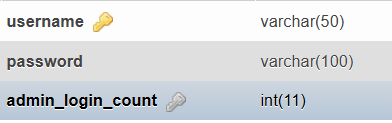 username varchar(50)
password varchar(100)
admin_login_count int(11)